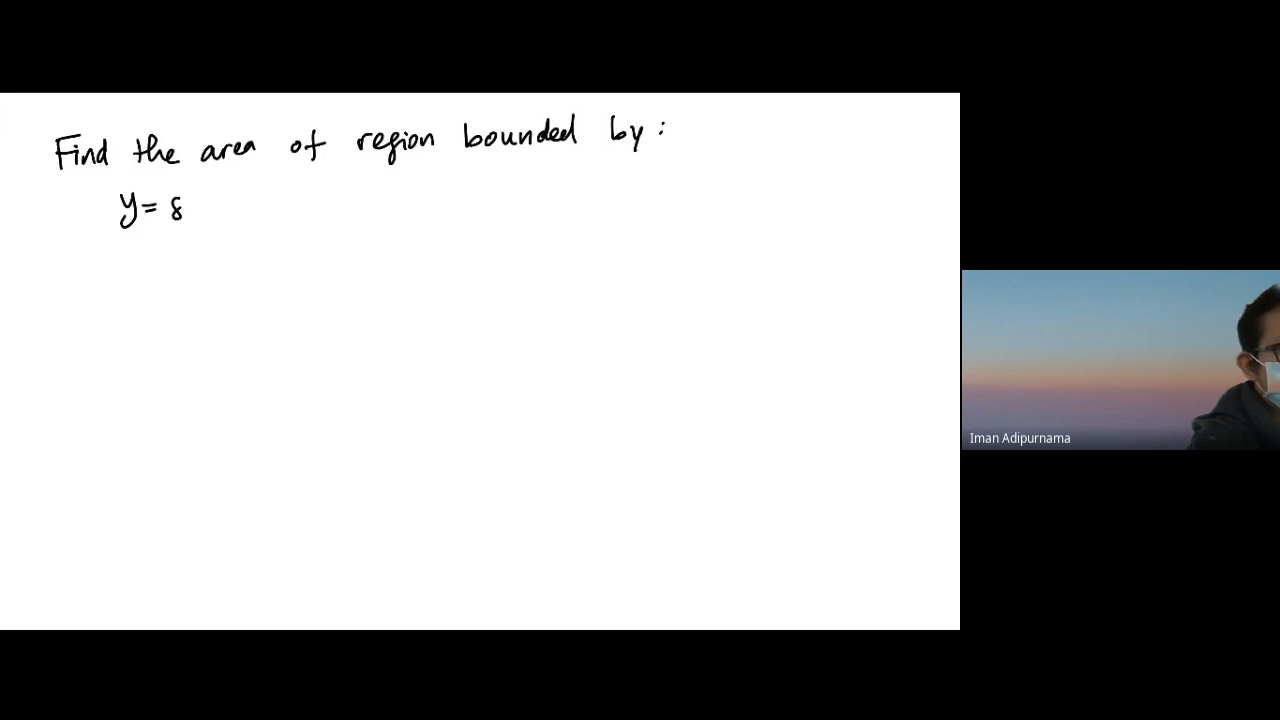 Find the area of region bounded by:
y= 8
Iman Adipurnama